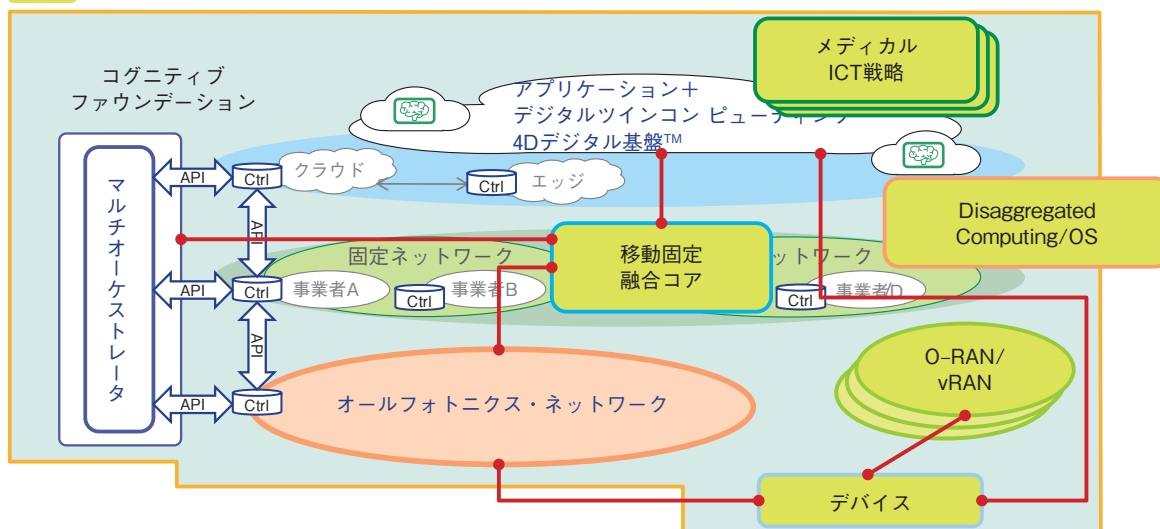 メディカル
ICT戦略
コグニティブ
ファウンデーション
アプリケーション＋
デジタルツインコン ピューティング
4Dデジタル基盤™
マルチオーケストレータ
API
Ctrl
クラウド
Ctrl
エッジ
API
Disaggregated
Computing/OS
固定ネットワーク
移動固定
融合コア
ットワーク
API
Ctrl
事業者A
Ctrl
事業者B
Ctrl
事業者D
API
O-RAN/
vRAN
API
Ctrl
オールフォトニクス・ネットワーク
デバイス